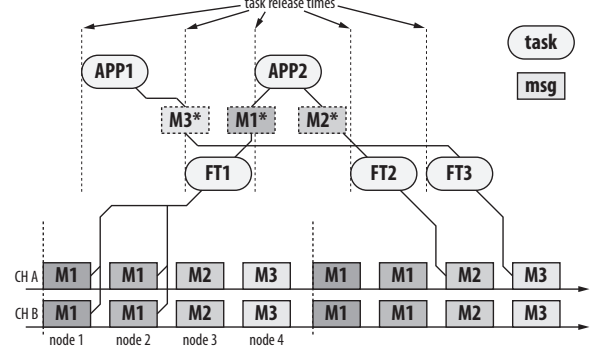 task release times
APP1 APP2 task
msg
M3* M1* M2*
FT1 FT2 FT3
CH A M1 M1 M2 M3 M1 M1 M2 M3
CH B M1 M1 M2 M3 M1 M1 M2 M3
node 1 node 2 node 3 node 4